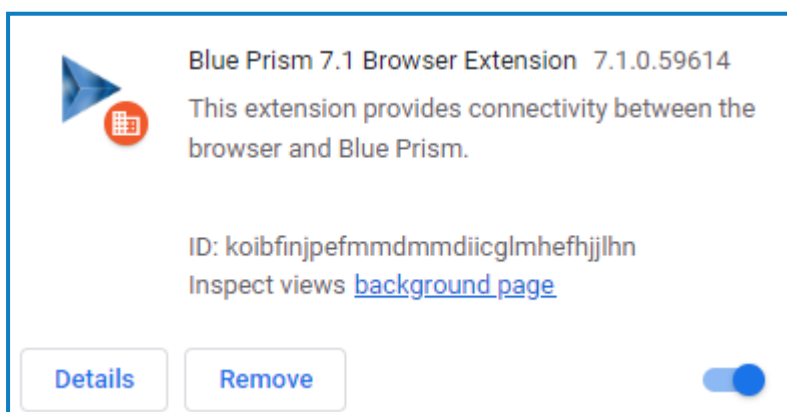 Blue Prism 7.1 Browser Extension 7.1.0.59614
This extension provides connectivity between the
browser and Blue Prism.
ID: koibfinjpefmmdmmdiicglmhefhjjlhn
Inspect views background page
Details
Remove